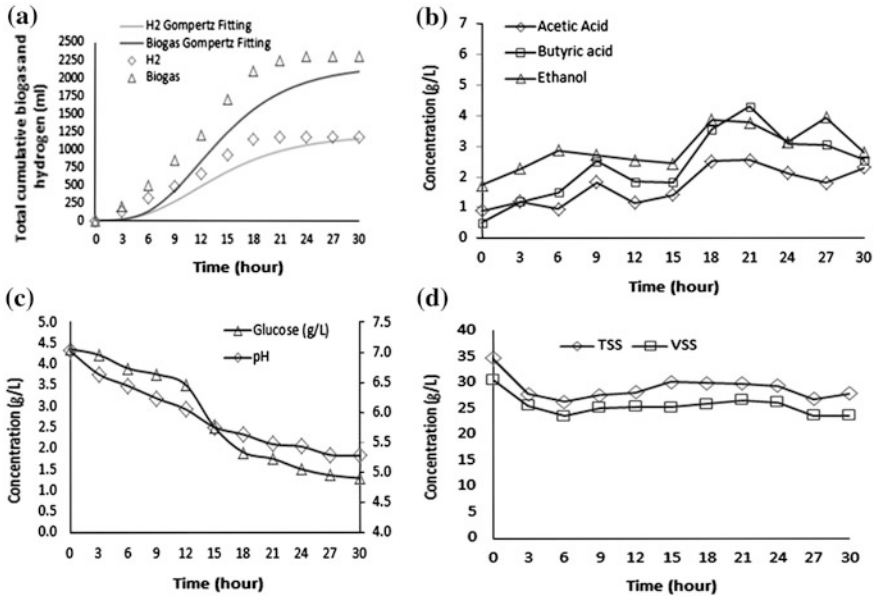 (a)
H2 Gompertz Fitting
Biogas Gompertz Fitting
H2
Biogas
Total cumulative biogas and
hydrogen (ml)
2500
2250
2000
1750
1500
1250
1000
750
500
250
0
0 3 6 9 12 15 18 21 24 27 30
Time (hour)
(b)
Acetic Acid
Butyric acid
Ethanol
Concentration (g/L)
7
6
5
4
3
2
1
0
0 3 6 9 12 15 18 21 24 27 30
Time (hour)
(c)
Glucose (g/L)
pH
Concentration (g/L)
5.0
4.5
4.0
3.5
3.0
2.5
2.0
1.5
1.0
0.5
0.0
7.5
7.0
6.5
6.0
5.5
5.0
4.5
4.0
0 3 6 9 12 15 18 21 24 27 30
Time (hour)
(d)
TSS VSS
Concentration (g/L)
40
35
30
25
20
15
10
5
0
0 3 6 9 12 15 18 21 24 27 30
Time (hour)